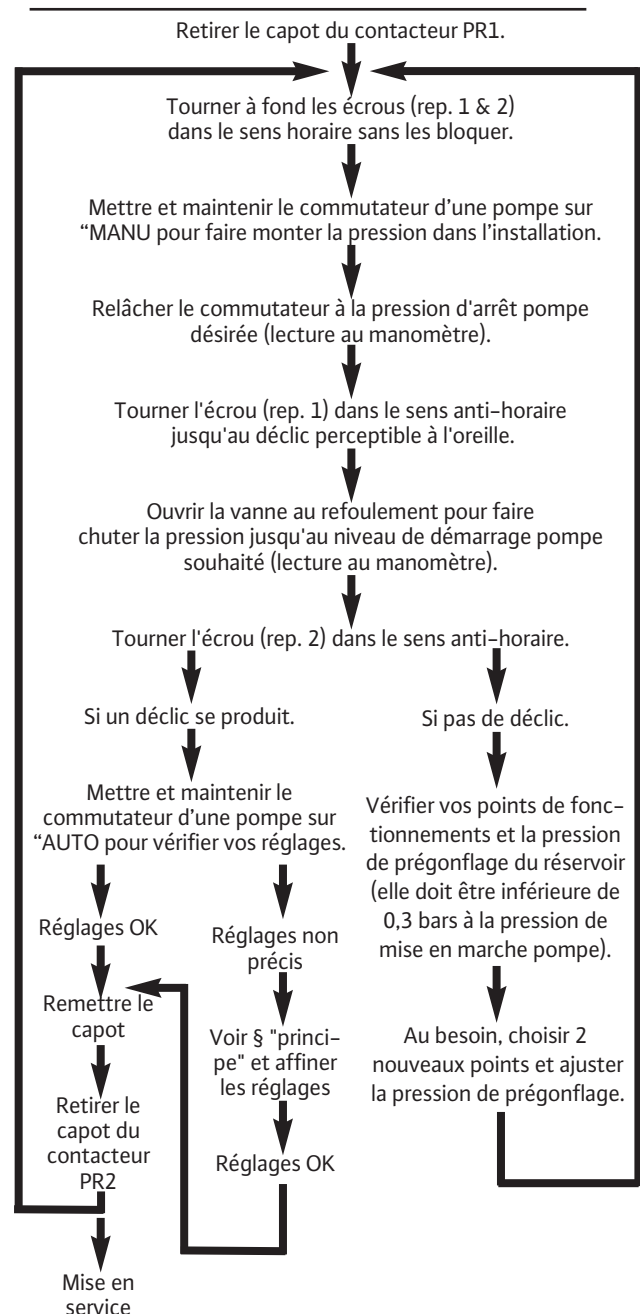 Retirer le capot du contacteur PR1.
Tourner à fond les écrous (rep. 1 & 2)
dans le sens horaire sans les bloquer.
Mettre et maintenir le commutateur d’une pompe sur
“MANU pour faire monter la pression dans l’installation.
Relâcher le commutateur à la pression d'arrêt pompe
désirée (lecture au manomètre).
Tourner l'écrou (rep. 1) dans le sens anti-horaire
jusqu'au déclic perceptible à l'oreille.
Ouvrir la vanne au refoulement pour faire
chuter la pression jusqu'au niveau de démarrage pompe
souhaité (lecture au manomètre).
Tourner l'écrou (rep. 2) dans le sens anti-horaire.
Si un déclic se produit.
Mettre et maintenir le
commutateur d’une pompe sur
“AUTO pour vérifier vos réglages.
Réglages OK
Remettre le
capot
Retirer le
capot du
contacteur
PR2
Mise en
service
Réglages non
précis
Voir § "princi-
pe" et affiner
les réglages
Réglages OK
Si pas de déclic.
Vérifier vos points de fonc-
tionnements et la pression
de prégonflage du réservoir
(elle doit être inférieure de
0,3 bars à la pression de
mise en marche pompe).
Au besoin, choisir 2
nouveaux points et ajuster
la pression de prégonflage.